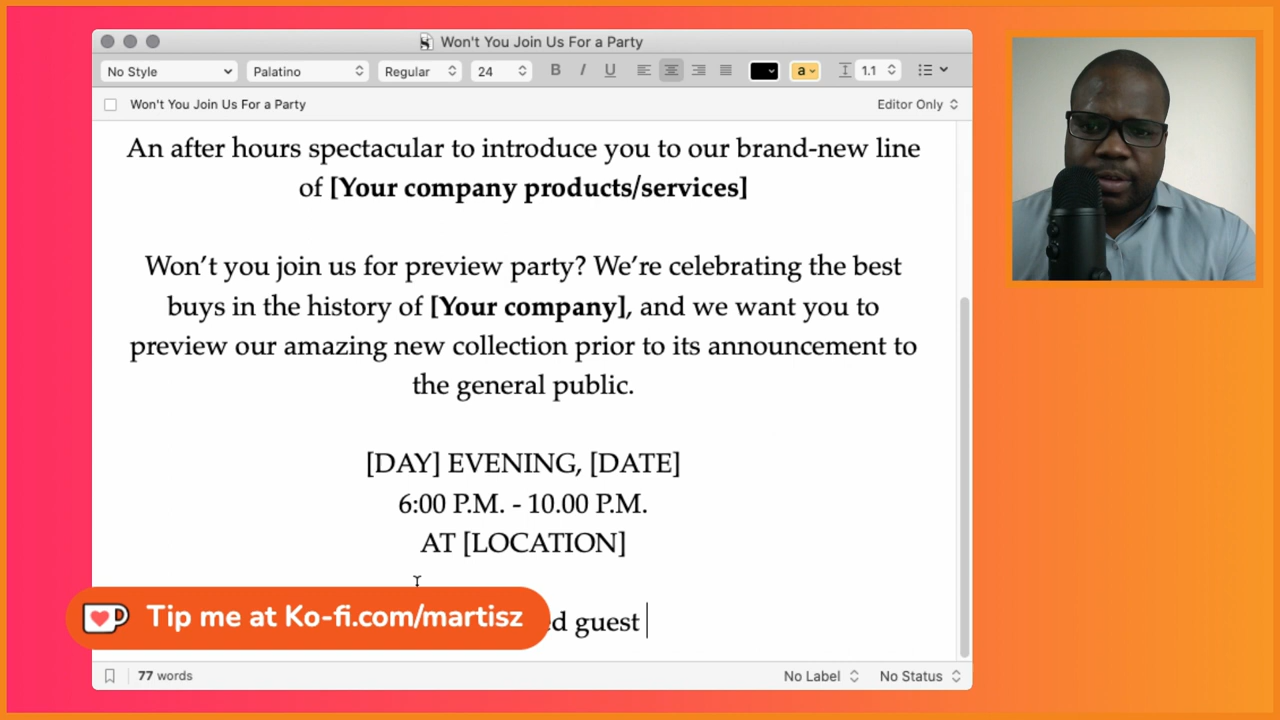 Won't You Join Us For a Party
No Style Palatino Regular 24 B I U a 1.1
Won't You Join Us For a Party Editor Only
An after hours spectacular to introduce you to our brand-new line
of [Your company products/services]
Won’t you join us for preview party? We’re celebrating the best
buys in the history of [Your company], and we want you to
preview our amazing new collection prior to its announcement to
the general public.
[DAY] EVENING, [DATE]
6:00 P.M. - 10.00 P.M.
AT [LOCATION]
Tip me at Ko-fi.com/martisz
guest
77 words No Label No Status